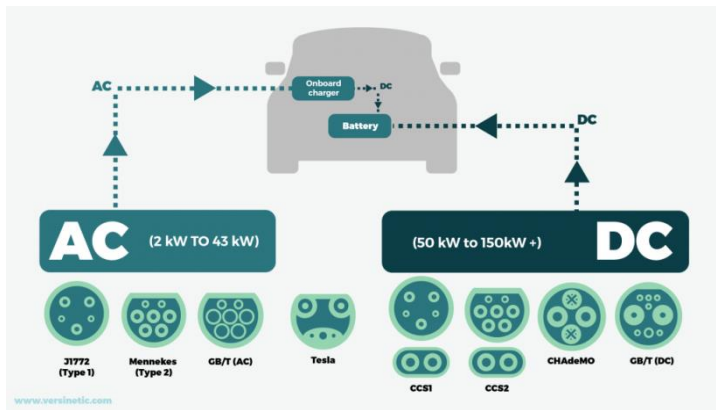 AC
Onboard
charger
DC
Battery
DC
AC
(2 kW TO 43 kW)
(50 kW to 150kW +)
DC
J1772
(Type 1)
Mennekes
(Type 2)
GB/T (AC)
Tesla
CCS1
CCS2
CHAdeMO
GB/T (DC)
www.versinetic.com